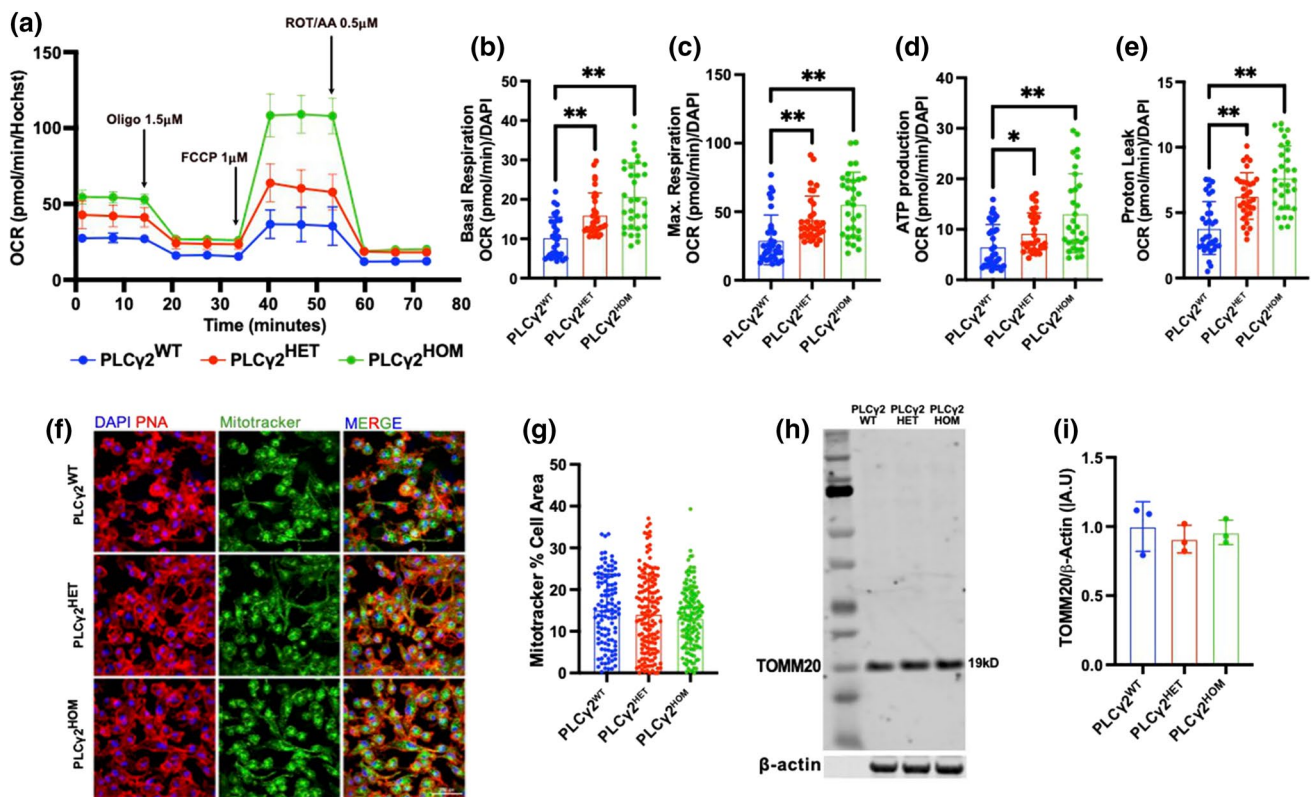 (a)
150
100
50
0
OCR (pmol/min/Hochst)
Oligo 1.5µM
FCCP 1µM
ROT/AA 0.5µM
0 10 20 30 40 50 60 70 80
Time (minutes)
PLCγ2WT PLCγ2HET PLCγ2HOM
(b)
Basal Respiration
OCR (pmol/min)/DAPI
50
40
30
20
10
0
**
**
PLCγ2WT
PLCγ2HET
PLCγ2HOM
(c)
Max. Respiration
OCR (pmol/min)/DAPI
150
100
50
0
**
**
PLCγ2WT
PLCγ2HET
PLCγ2HOM
(d)
ATP production
OCR (pmol/min)/DAPI
40
30
20
10
0
**
*
PLCγ2WT
PLCγ2HET
PLCγ2HOM
(e)
Proton Leak
OCR (pmol/min)/DAPI
15
10
5
0
**
**
PLCγ2WT
PLCγ2HET
PLCγ2HOM
(f)
DAPI PNA Mitotracker MERGE
PLCγ2WT
PLCγ2HET
PLCγ2HOM
(g)
Mitotracker % Cell Area
50
40
30
20
10
0
PLCγ2WT
PLCγ2HET
PLCγ2HOM
(h)
PLCγ2 PLCγ2 PLCγ2
WT HET HOM
TOMM20 19kD
β-actin
(i)
TOMM20/β-Actin ((A.U)
1.5
1.0
0.5
0.0
PLCγ2WT
PLCγ2HET
PLCγ2HOM